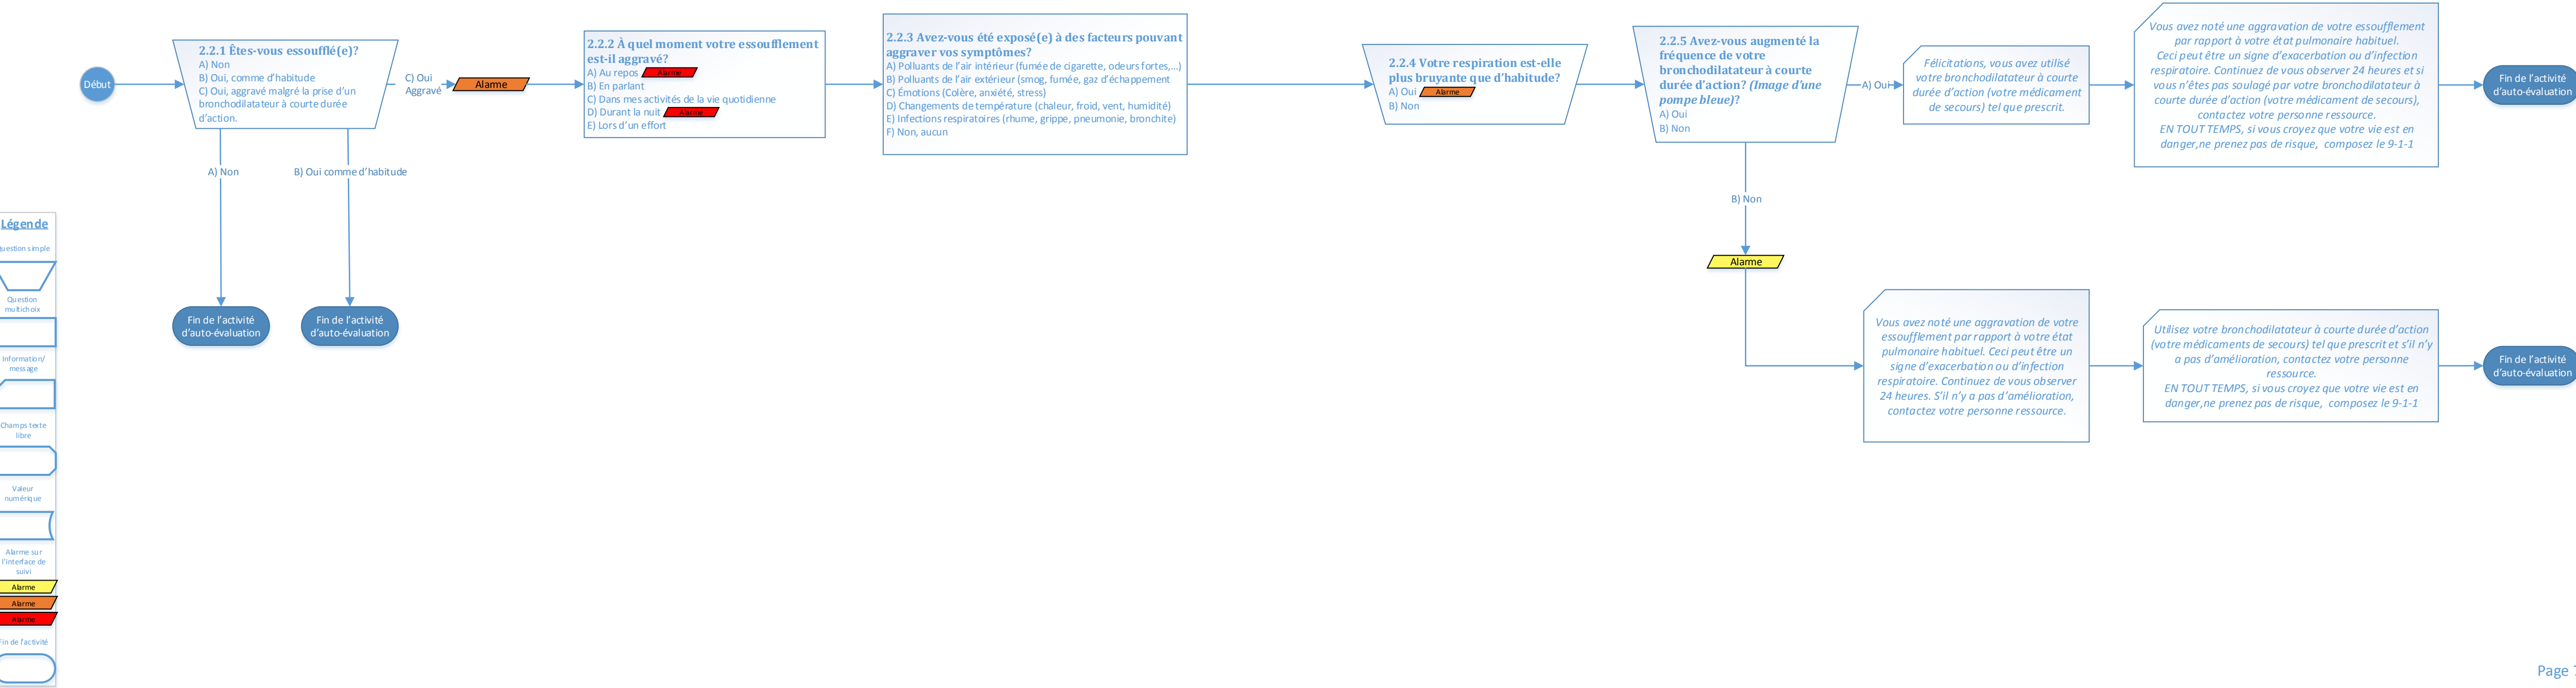 Début
2.2.1 Êtes-vous essoufflé(e)?
A) Non
B) Oui, comme d'habitude
C) Oui, aggravé malgré la prise d'un
bronchodilatateur à courte durée
d'action.
C) Oui
Aggravé
Alarme
2.2.2 À quel moment votre essoufflement
est-il aggravé?
A) Au repos Alarme
B) En parlant
C) Dans mes activités de la vie quotidienne
D) Durant la nuit Alarme
E) Lors d'un effort
2.2.3 Avez-vous été exposé(e) à des facteurs pouvant
aggraver vos symptômes?
A) Polluants de l'air intérieur (fumée de cigarette, odeurs fortes,...)
B) Polluants de l'air extérieur (smog, fumée, gaz d'échappement
C) Émotions (Colère, anxiété, stress)
D) Changements de température (chaleur, froid, vent, humidité)
E) Infections respiratoires (rhume, grippe, pneumonie, bronchite)
F) Non, aucun
2.2.4 Votre respiration est-elle
plus bruyante que d'habitude?
A) Oui Alarme
B) Non
2.2.5 Avez-vous augmenté la
fréquence de votre
bronchodilatateur à courte
durée d'action? (Image d'une
pompe bleue)?
A) Oui
B) Non
A) Oui
Félicitations, vous avez utilisé
votre bronchodilatateur à courte
durée d'action (votre médicament
de secours) tel que prescrit.
Vous avez noté une aggravation de votre essoufflement
par rapport à votre état pulmonaire habituel.
Ceci peut être un signe d'exacerbation ou d'infection
respiratoire. Continuez de vous observer 24 heures et si
vous n'êtes pas soulagé par votre bronchodilatateur à
courte durée d'action (votre médicament de secours),
contactez votre personne ressource.
EN TOUT TEMPS, si vous croyez que votre vie est en
danger,ne prenez pas de risque, composez le 9-1-1
Fin de l'activité
d'auto-évaluation
A) Non
B) Oui comme d'habitude
Fin de l'activité
d'auto-évaluation
Fin de l'activité
d'auto-évaluation
B) Non
Alarme
Vous avez noté une aggravation de votre
essoufflement par rapport à votre état
pulmonaire habituel. Ceci peut être un
signe d'exacerbation ou d'infection
respiratoire. Continuez de vous observer
24 heures. S'il n'y a pas d'amélioration,
contactez votre personne ressource.
Utilisez votre bronchodilatateur à courte durée d'action
(votre médicaments de secours) tel que prescrit et s'il n'y
a pas d'amélioration, contactez votre personne
ressource.
EN TOUT TEMPS, si vous croyez que votre vie est en
danger,ne prenez pas de risque, composez le 9-1-1
Fin de l'activité
d'auto-évaluation
Légende
uestion simple
Question
multichoix
Information/
message
Champs texte
libre
Valeur
numérique
Alarme sur
l'interface de
suivi
Alarme
Alarme
Alarme
Fin de l'activité
Page 7